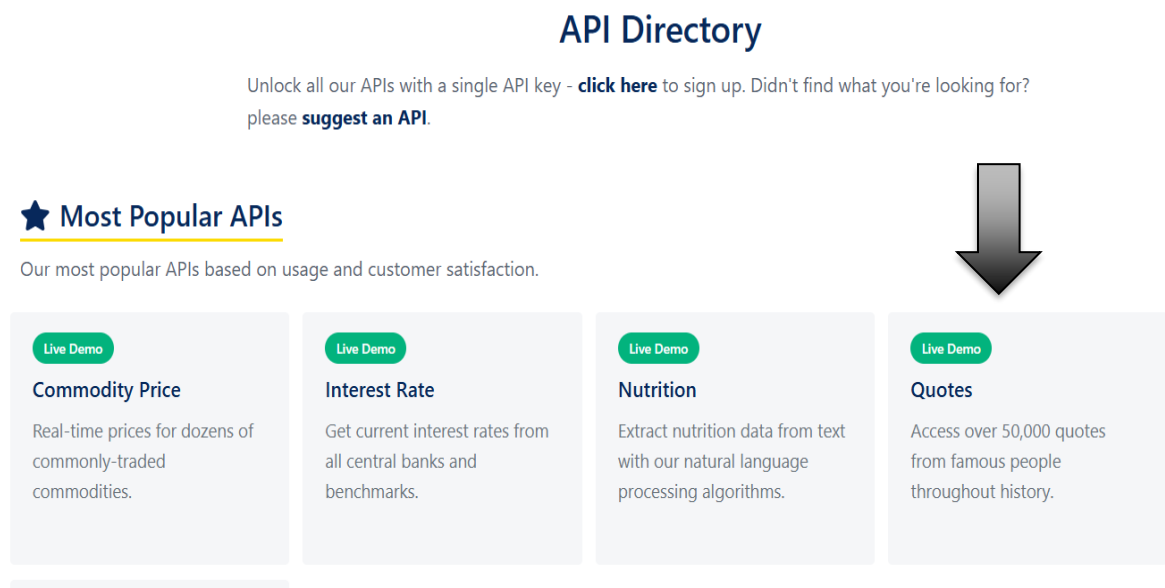 API Directory
Unlock all our APIs with a single API key - click here to sign up. Didn't find what you're looking for?
please suggest an API.
Most Popular APIs
Our most popular APIs based on usage and customer satisfaction.
Live Demo
Commodity Price
Real-time prices for dozens of
commonly-traded
commodities.
Live Demo
Interest Rate
Get current interest rates from
all central banks and
benchmarks.
Live Demo
Nutrition
Extract nutrition data from text
with our natural language
processing algorithms.
Live Demo
Quotes
Access over 50,000 quotes
from famous people
throughout history.